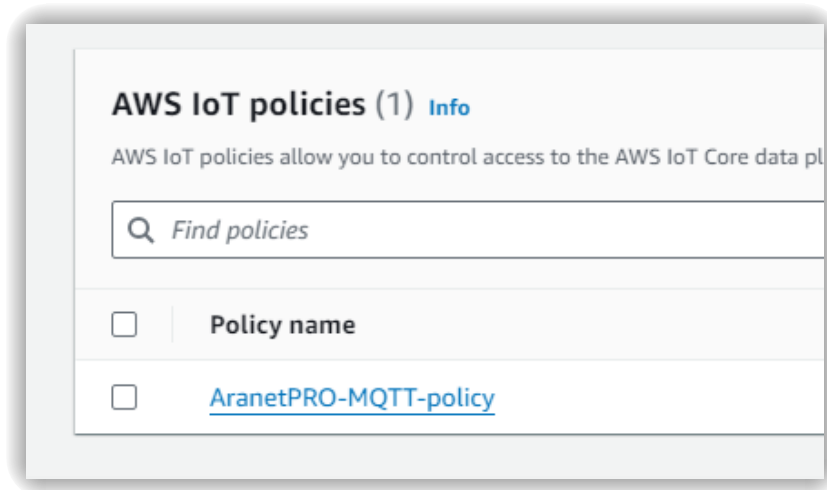 AWS IoT policies (1) Info
AWS IoT policies allow you to control access to the AWS IoT Core data pl
Find policies
Policy name
AranetPRO-MQTT-policy